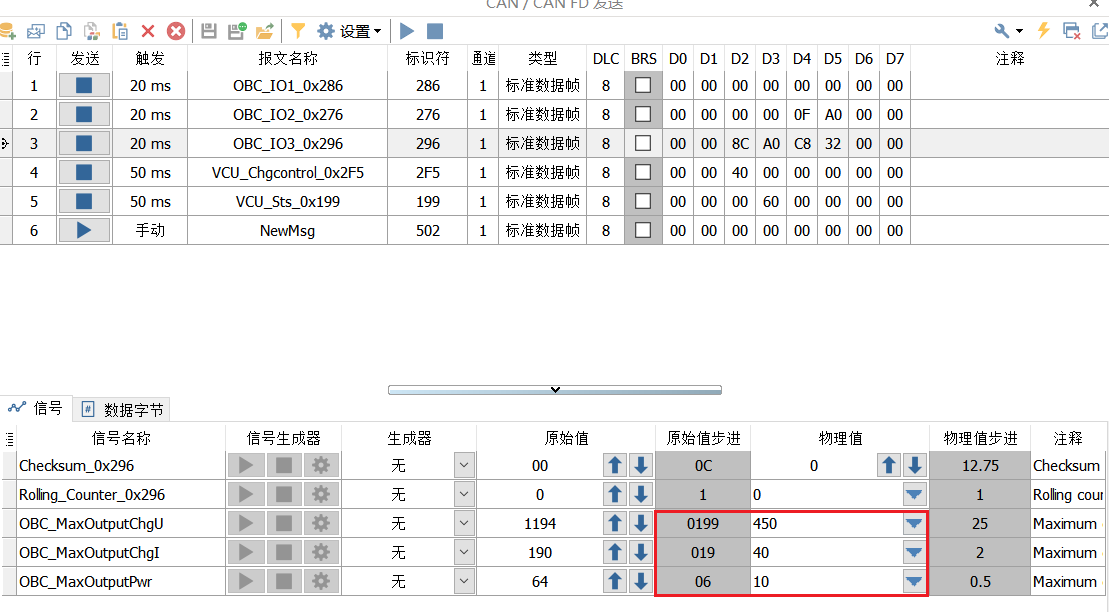 CAN / CAN FD 发送
设置
行 发送 触发 报文名称 标识符 通道 类型 DLC BRS D0 D1 D2 D3 D4 D5 D6 D7 注释
1 20 ms OBC_IO1_0x286 286 1 标准数据帧 8 00 00 00 00 00 00 00 00
2 20 ms OBC_IO2_0x276 276 1 标准数据帧 8 00 00 00 00 0F A0 00 00
3 20 ms OBC_IO3_0x296 296 1 标准数据帧 8 00 00 8C A0 C8 32 00 00
4 50 ms VCU_Chgcontrol_0x2F5 2F5 1 标准数据帧 8 00 00 40 00 00 00 00 00
5 50 ms VCU_Sts_0x199 199 1 标准数据帧 8 00 00 00 60 00 00 00 00
6 手动 NewMsg 502 1 标准数据帧 8 00 00 00 00 00 00 00 00
信号 # 数据字节
信号名称 信号生成器 生成器 原始值 原始值步进 物理值 物理值步进 注释
Checksum_0x296 无 00 0C 0 12.75 Checksum
Rolling_Counter_0x296 无 0 1 0 1 Rolling cour
OBC_MaxOutputChgU 无 1194 0199 450 25 Maximum
OBC_MaxOutputChgI 无 190 019 40 2 Maximum
OBC_MaxOutputPwr 无 64 06 10 0.5 Maximum